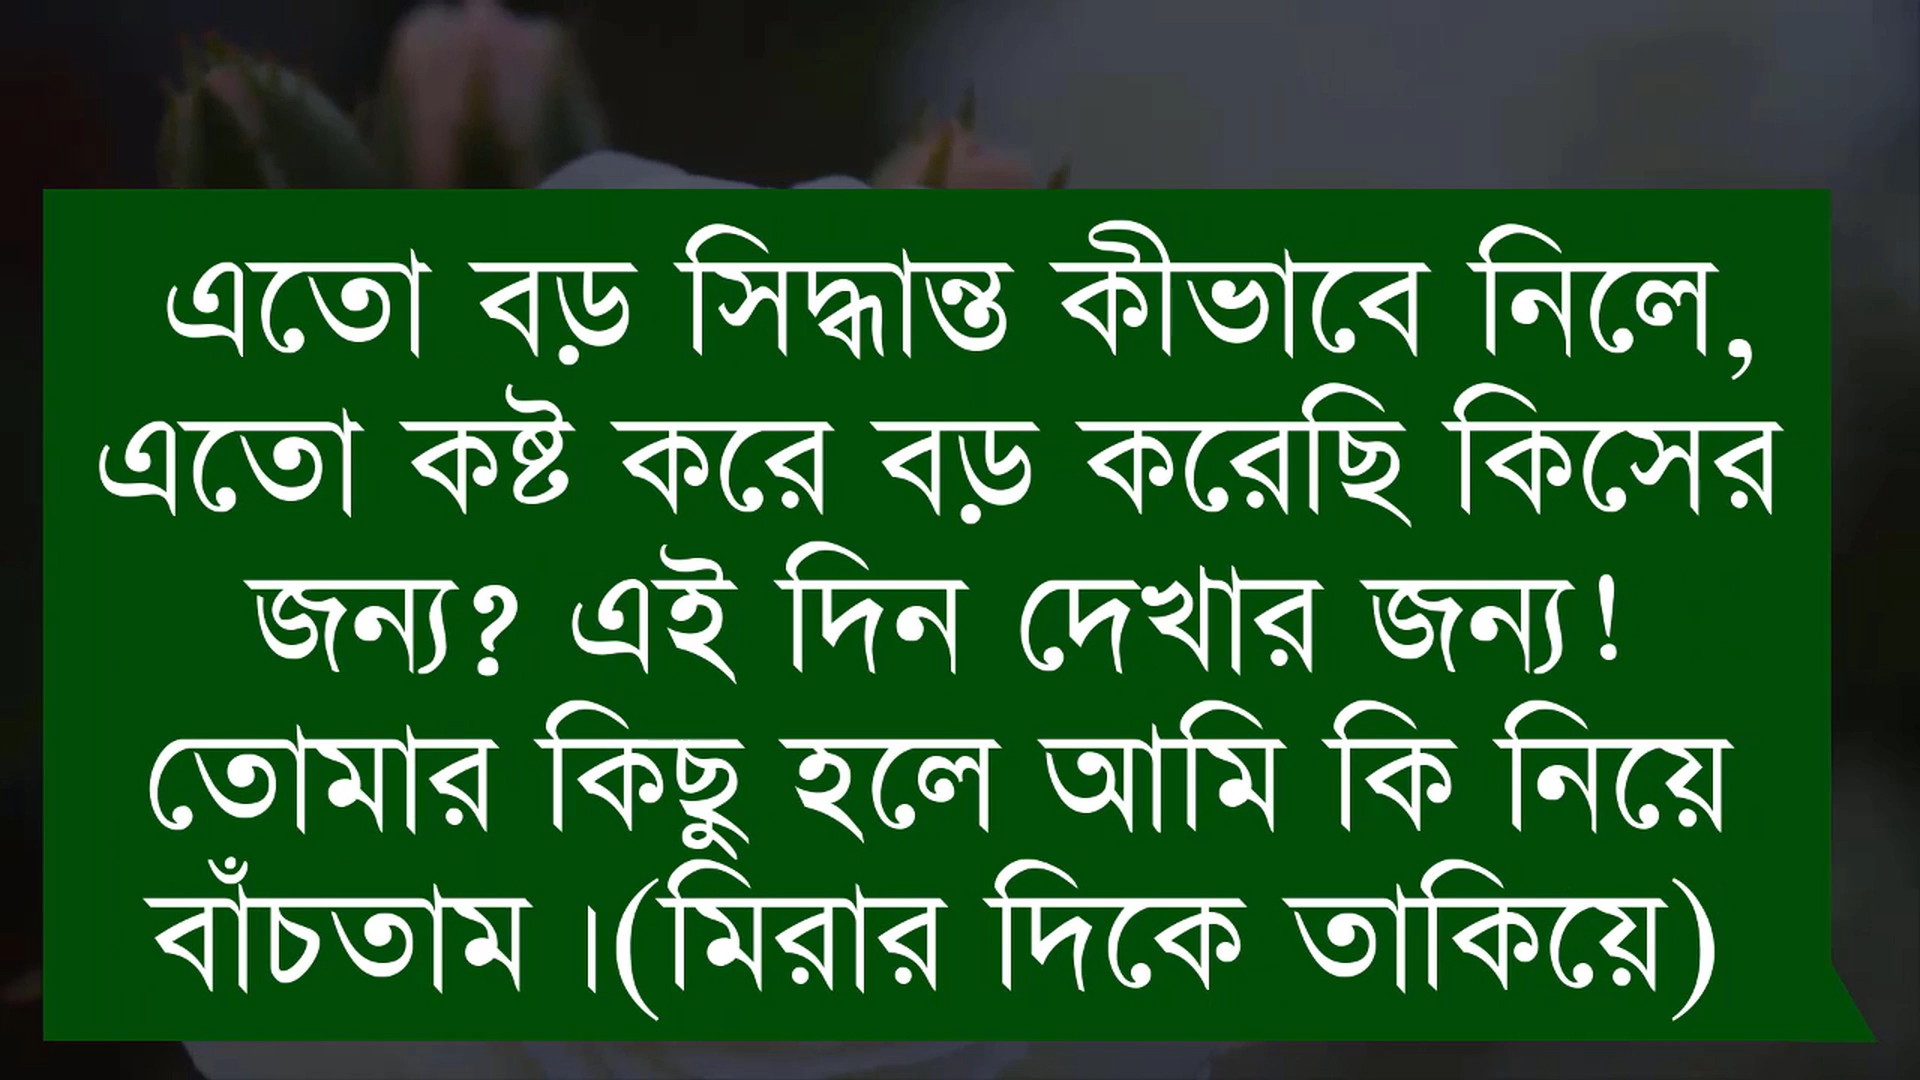 এতো বড় সিদ্ধান্ত কীভাবে নিলে,
এতো কষ্ট করে বড় করেছি কিসের
জন্য? এই দিন দেখার জন্য!
তোমার কিছু হলে আমি কি নিয়ে
বাঁচতাম ।(মিরার দিকে তাকিয়ে)